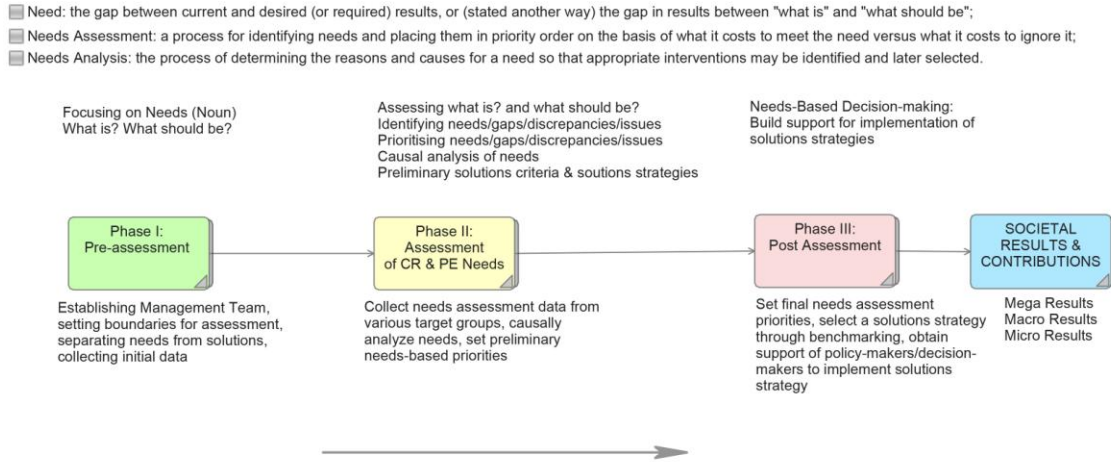 Need: the gap between current and desired (or required) results, or (stated another way) the gap in results between "what is" and "what should be";
Needs Assessment: a process for identifying needs and placing them in priority order on the basis of what it costs to meet the need versus what it costs to ignore it;
Needs Analysis: the process of determining the reasons and causes for a need so that appropriate interventions may be identified and later selected.
Focusing on Needs (Noun)
What is? What should be?
Assessing what is? and what should be?
Identifying needs/gaps/discrepancies/issues
Prioritising needs/gaps/discrepancies/issues
Causal analysis of needs
Preliminary solutions criteria & soutions strategies
Needs-Based Decision-making:
Build support for implementation of
solutions strategies
Phase I:
Pre-assessment
Phase II:
Assessment
of CR & PE Needs
Phase III:
Post Assessment
SOCIETAL
RESULTS &
CONTRIBUTIONS
Establishing Management Team,
setting boundaries for assessment,
separating needs from solutions,
collecting initial data
Collect needs assessment data from
various target groups, causally
analyze needs, set preliminary
needs-based priorities
Set final needs assessment
priorities, select a solutions strategy
through benchmarking, obtain
support of policy-makers/decision-
makers to implement solutions
strategy
Mega Results
Macro Results
Micro Results